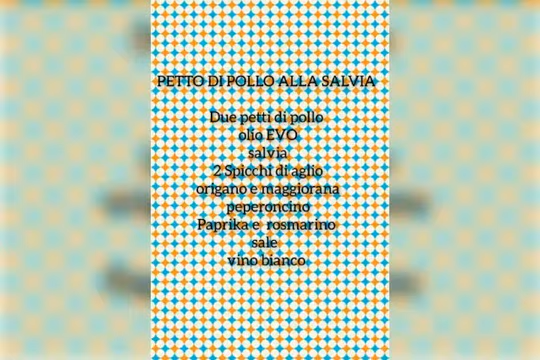 PETTO DI POLLO ALLA SALVIA
Due petti di pollo
olio EVO
salvia
2 Spicchi di aglio
origano e maggiorana
peperoncino
Paprika e rosmarino
sale
vino bianco